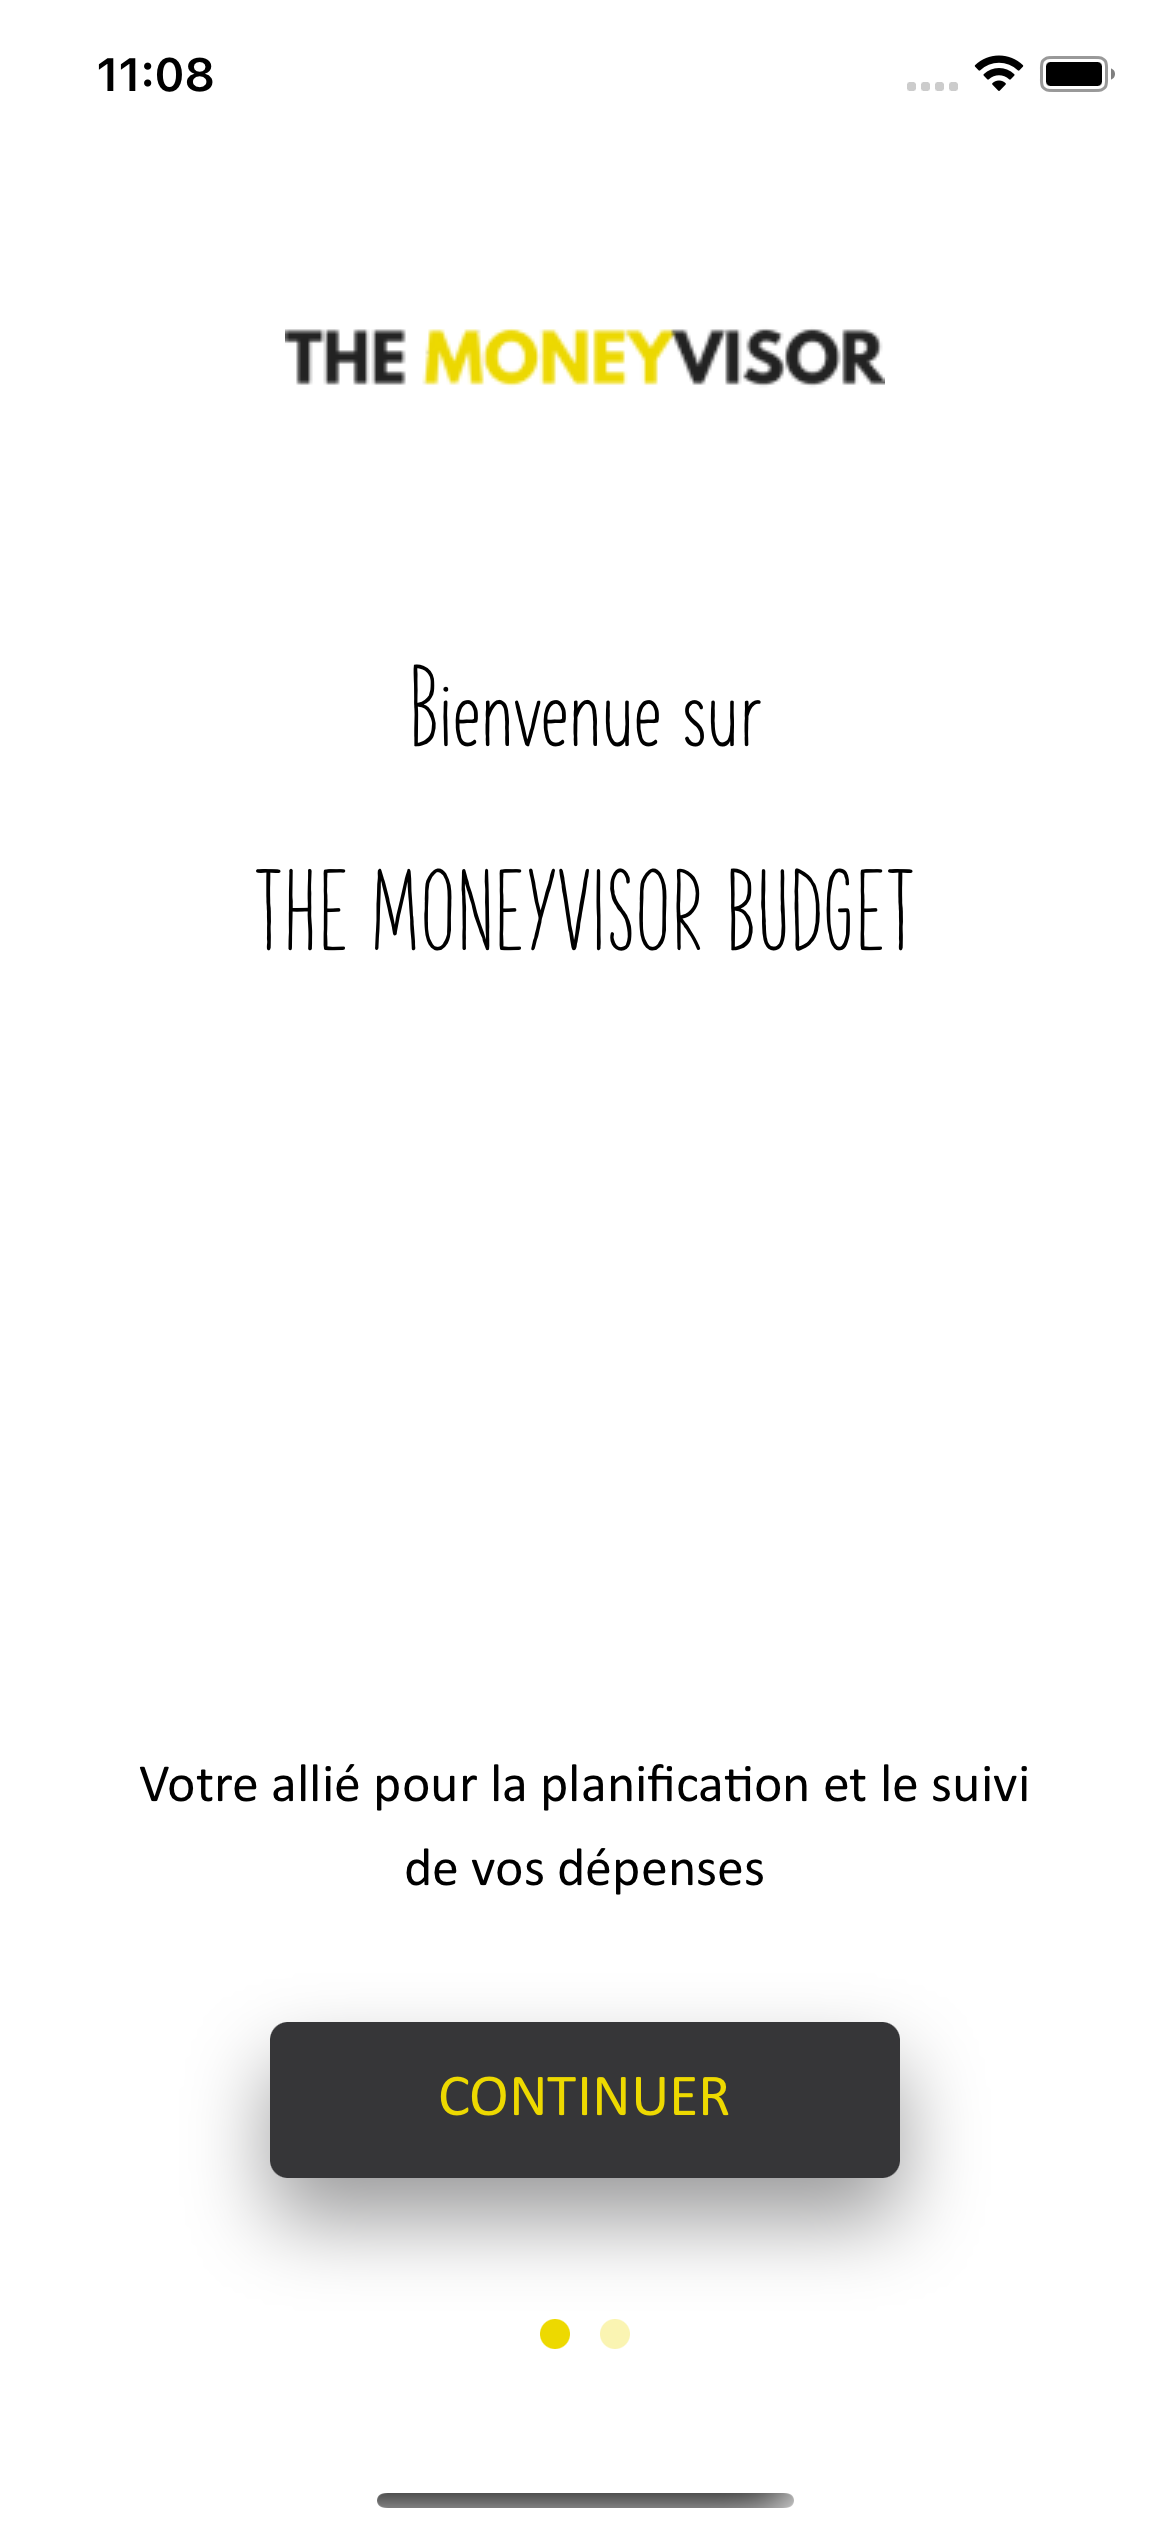 11:08
THE MONEYVISOR
Bienvenue sur
THE MONEYVISOR BUDGET
Votre allié pour la planification et le suivi
de vos dépenses
CONTINUER